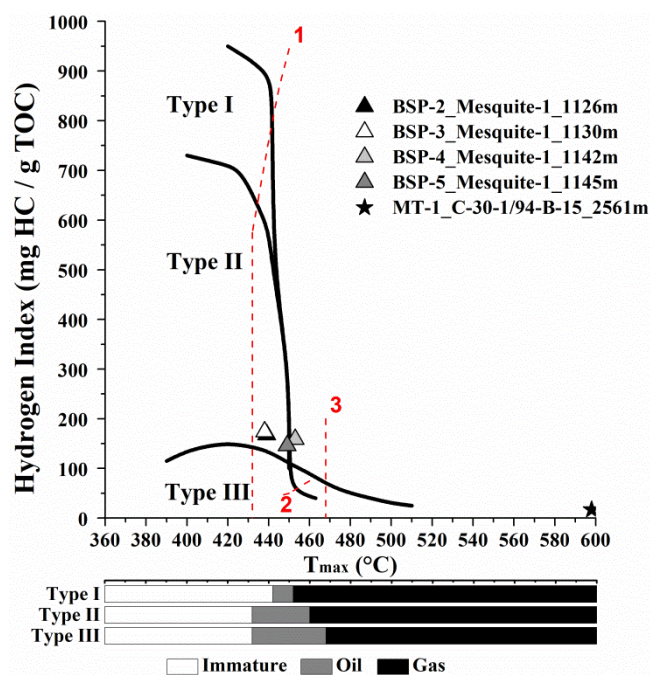 1000
900
800
700
600
500
400
300
200
100
0
Hydrogen Index (mg HC / g TOC)
1
Type I
Type II
Type III
2
3
BSP-2_Mesquite-1_1126m
BSP-3_Mesquite-1_1130m
BSP-4_Mesquite-1_1142m
BSP-5_Mesquite-1_1145m
MT-1_C-30-1/94-B-15_2561m
360 380 400 420 440 460 480 500 520 540 560 580 600
Tmax (°C)
Type I
Type II
Type III
Immature Oil Gas